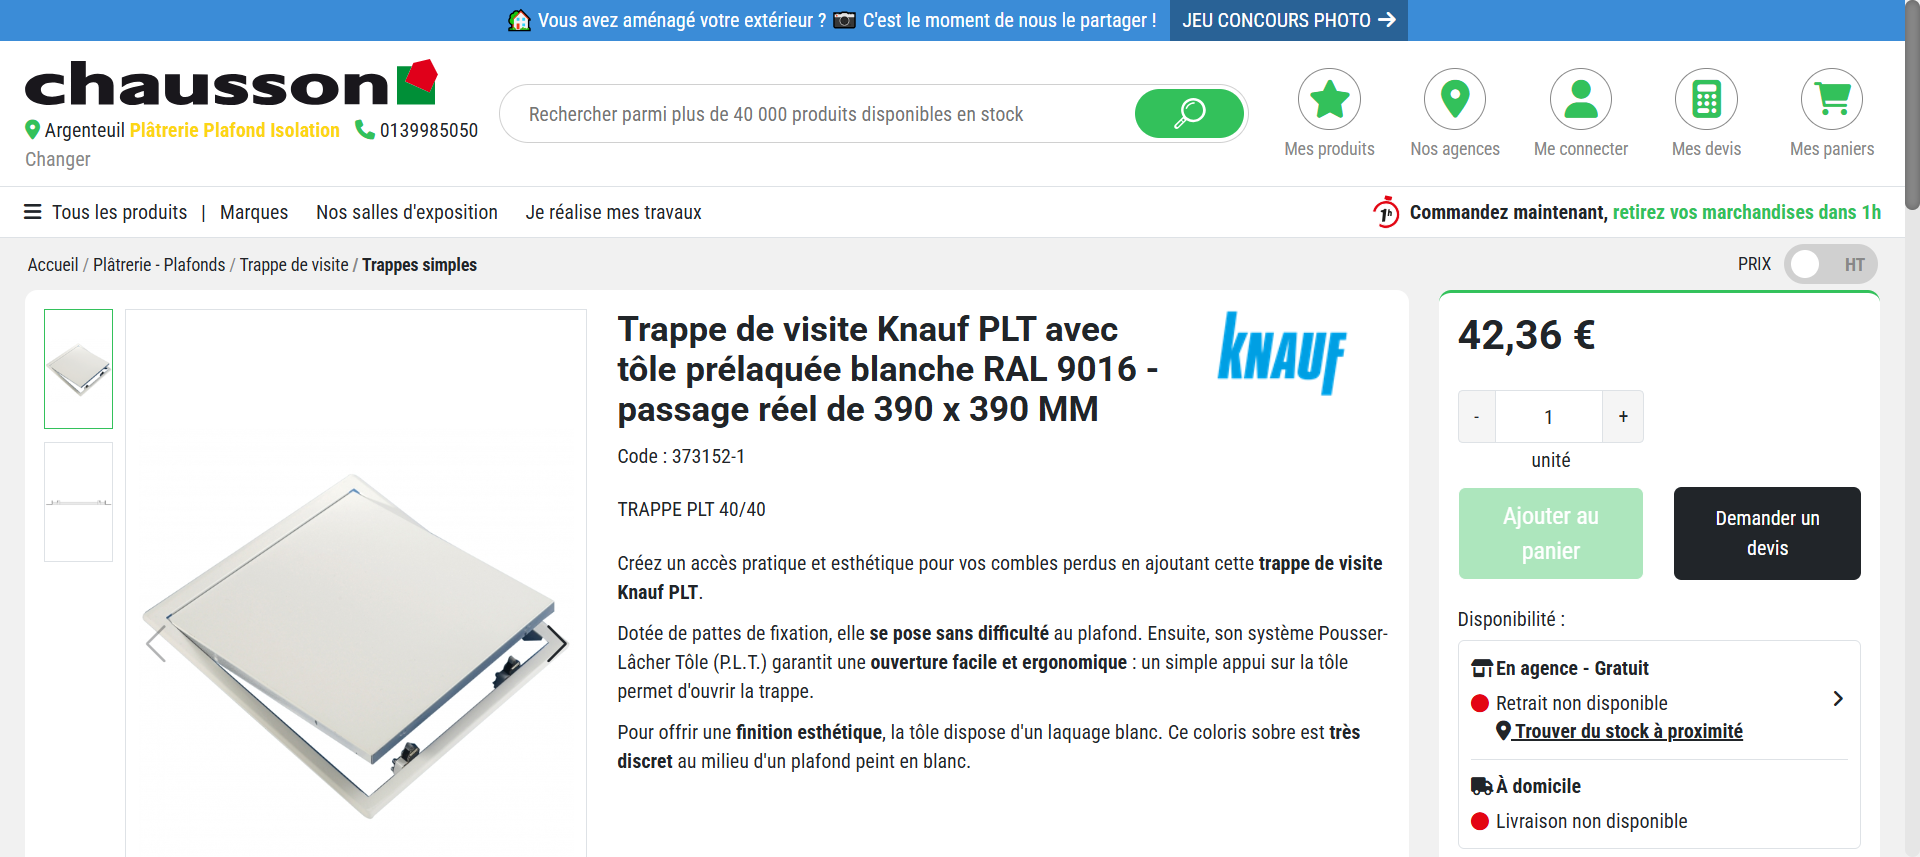 Vous avez aménagé votre extérieur ? C'est le moment de nous le partager !
JEU CONCOURS PHOTO
chausson
Argenteuil Plâtrerie Plafond Isolation 0139985050
Changer
Rechercher parmi plus de 40 000 produits disponibles en stock
Mes produits
Nos agences
Me connecter
Mes devis
Mes paniers
Tous les produits | Marques Nos salles d'exposition Je réalise mes travaux
1h Commandez maintenant, retirez vos marchandises dans 1h
Accueil / Plâtrerie - Plafonds / Trappe de visite / Trappes simples
PRIX HT
Trappe de visite Knauf PLT avec
tôle prélaquée blanche RAL 9016 -
passage réel de 390 x 390 MM
KNAUF
Code : 373152-1
TRAPPE PLT 40/40
Créez un accès pratique et esthétique pour vos combles perdus en ajoutant cette trappe de visite
Knauf PLT.
Dotée de pattes de fixation, elle se pose sans difficulté au plafond. Ensuite, son système Pousser-
Lâcher Tôle (P.L.T.) garantit une ouverture facile et ergonomique : un simple appui sur la tôle
permet d'ouvrir la trappe.
Pour offrir une finition esthétique, la tôle dispose d'un laquage blanc. Ce coloris sobre est très
discret au milieu d'un plafond peint en blanc.
42,36 €
- 1 +
unité
Ajouter au
panier
Demander un
devis
Disponibilité :
En agence - Gratuit
Retrait non disponible
Trouver du stock à proximité
À domicile
Livraison non disponible